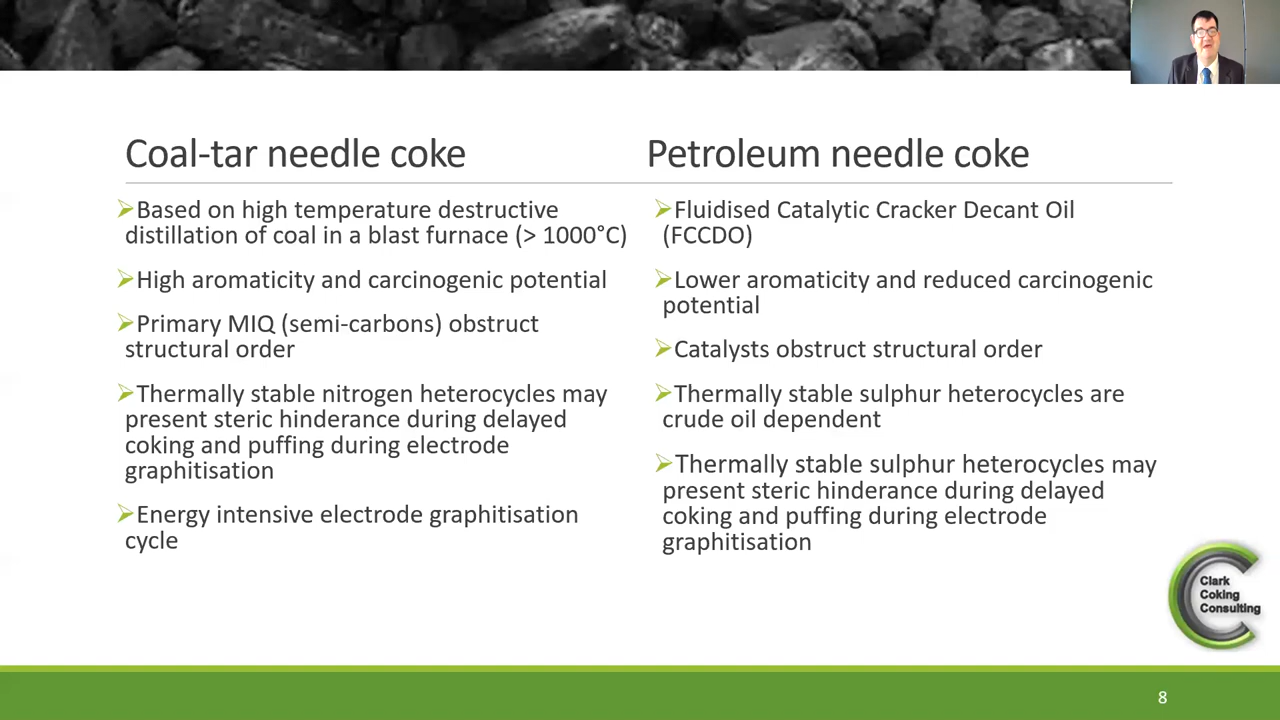 Coal-tar needle coke
➢Based on high temperature destructive
distillation of coal in a blast furnace (> 1000°C)
➢High aromaticity and carcinogenic potential
➢Primary MIQ (semi-carbons) obstruct
structural order
➢Thermally stable nitrogen heterocycles may
present steric hinderance during delayed
coking and puffing during electrode
graphitisation
➢Energy intensive electrode graphitisation
cycle
Petroleum needle coke
➢Fluidised Catalytic Cracker Decant Oil
(FCCDO)
➢Lower aromaticity and reduced carcinogenic
potential
➢Catalysts obstruct structural order
➢Thermally stable sulphur heterocycles are
crude oil dependent
➢Thermally stable sulphur heterocycles may
present steric hinderance during delayed
coking and puffing during electrode
graphitisation
Clark
Coking
Consulting
8